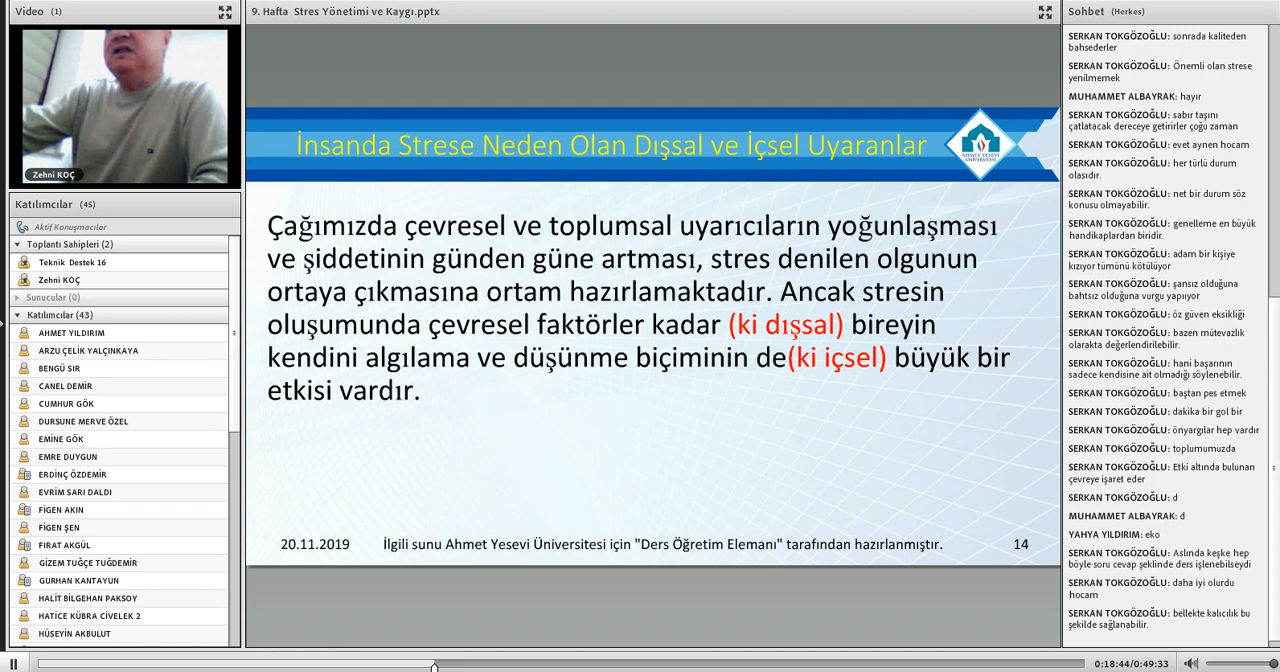 Video (1)
Zehni KOÇ
Katılımcılar (45)
Aktif Konuşmacılar
Toplantı Sahipleri (2)
Teknik Destek 16
Zehni KOÇ
Sunucular (0)
Katılımcılar (43)
AHMET YILDIRIM
ARZU ÇELİK YALÇINKAYA
BENGÜ SIR
CANEL DEMİR
CUMHUR GÖK
DURSUNE MERVE ÖZEL
EMİNE GÖK
EMRE DUYGUN
ERDİNÇ ÖZDEMİR
EVRİM SARI DALDI
FİGEN AKIN
FİGEN ŞEN
FIRAT AKGÜL
GİZEM TUĞÇE TUĞDEMİR
GURHAN KANTAYUN
HALİT BİLGEHAN PAKSOY
HATİCE KÜBRA CİVELEK 2
HÜSEYİN AKBULUT
9. Hafta Stres Yönetimi ve Kaygı.pptx
İnsanda Strese Neden Olan Dışsal ve İçsel Uyaranlar
AHMET YESEVİ
ÜNİVERSİTESİ
Çağımızda çevresel ve toplumsal uyarıcıların yoğunlaşması
ve şiddetinin günden güne artması, stres denilen olgunun
ortaya çıkmasına ortam hazırlamaktadır. Ancak stresin
oluşumunda çevresel faktörler kadar (ki dışsal) bireyin
kendini algılama ve düşünme biçiminin de(ki içsel) büyük bir
etkisi vardır.
20.11.2019 İlgili sunu Ahmet Yesevi Üniversitesi için "Ders Öğretim Elemanı" tarafından hazırlanmıştır. 14
Sohbet (Herkes)
SERKAN TOKGÖZOĞLU: sonrada kaliteden
bahsederler
SERKAN TOKGÖZOĞLU: Önemli olan strese
yenilmemek
MUHAMMET ALBAYRAK: hayır
SERKAN TOKGÖZOĞLU: sabır taşını
çatlatacak dereceye getirirler çoğu zaman
SERKAN TOKGÖZOĞLU: evet aynen hocam
SERKAN TOKGÖZOĞLU: her türlü durum
olasıdır.
SERKAN TOKGÖZOĞLU: net bir durum söz
konusu olmayabilir.
SERKAN TOKGÖZOĞLU: genelleme en büyük
handikaplardan biridir.
SERKAN TOKGÖZOĞLU: adam bir kişiye
kızıyor tümünü kötülüyor
SERKAN TOKGÖZOĞLU: şansız olduğuna
bahtsız olduğuna vurgu yapıyor
SERKAN TOKGÖZOĞLU: öz güven eksikliği
SERKAN TOKGÖZOĞLU: bazen mütevazlık
olarakta değerlendirilebilir.
SERKAN TOKGÖZOĞLU: hani başarının
sadece kendisine ait olmadığı söylenebilir.
SERKAN TOKGÖZOĞLU: baştan pes etmek
SERKAN TOKGÖZOĞLU: dakika bir gol bir
SERKAN TOKGÖZOĞLU: önyargılar hep vardır
SERKAN TOKGÖZOĞLU: toplumumuzda
SERKAN TOKGÖZOĞLU: Etki altında bulunan
çevreye işaret eder
SERKAN TOKGÖZOĞLU: d
MUHAMMET ALBAYRAK: d
YAHYA YILDIRIM: eko
SERKAN TOKGÖZOĞLU: Aslında keşke hep
böyle soru cevap şeklinde ders işlenebilseydi
SERKAN TOKGÖZOĞLU: daha iyi olurdu
hocam
SERKAN TOKGÖZOĞLU: bellekte kalıcılık bu
şekilde sağlanabilir.
0:18:44/0:49:33